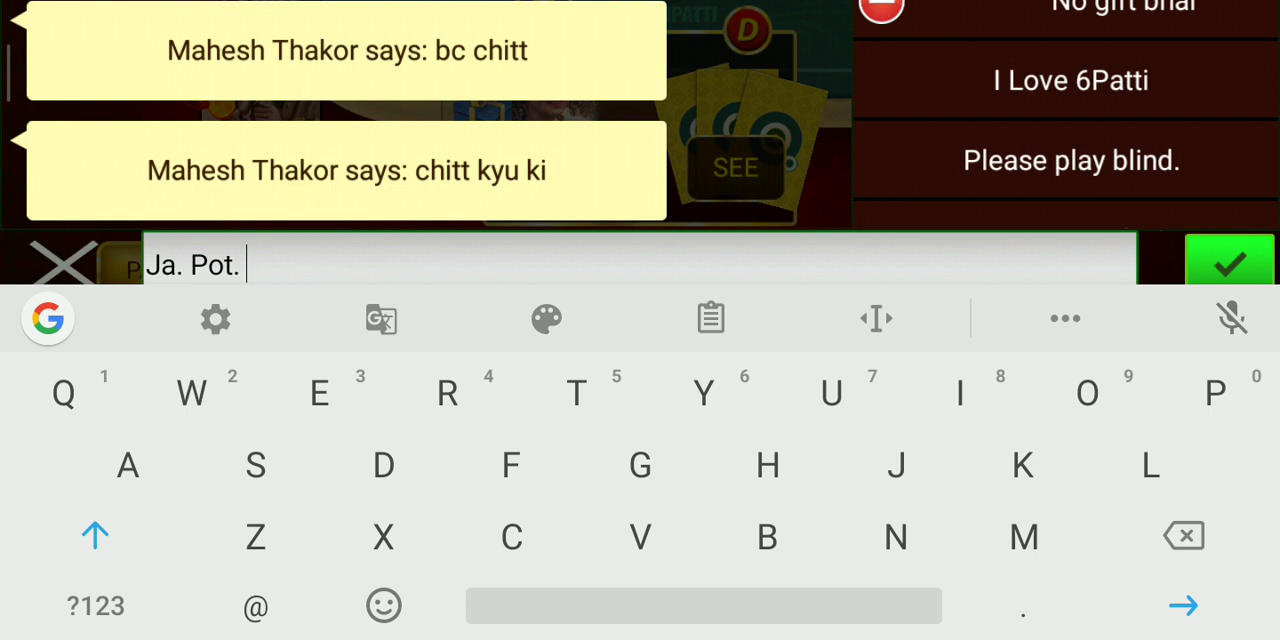 PATTI
D
Mahesh Thakor says: bc chitt
Mahesh Thakor says: chitt kyu ki
SEE
No gift bhai
I Love 6Patti
Please play blind.
P
Ja. Pot.
G
Q 1 W 2 E 3 R 4 T 5 Y 6 U 7 I 8 O 9 P 0
A S D F G H J K L
Z X C V B N M
?123 @ .